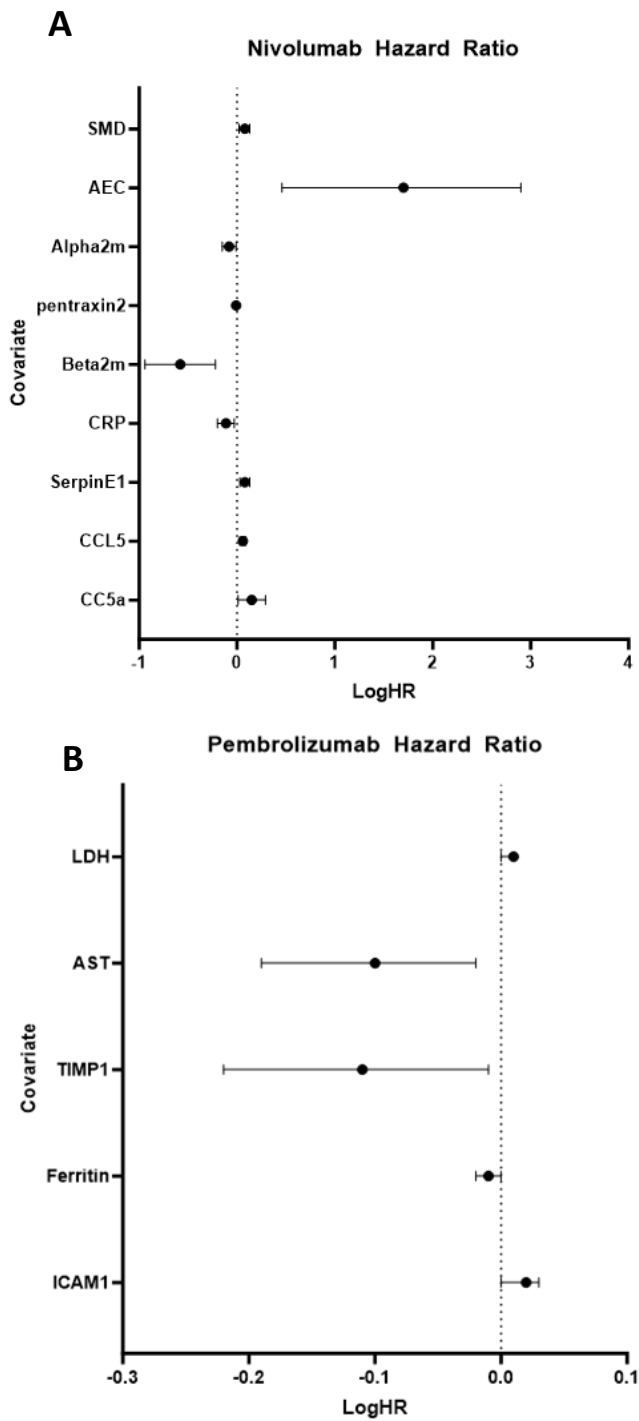 A
Nivolumab Hazard Ratio
SMD
AEC
Alpha2m
pentraxin2
Beta2m
CRP
SerpinE1
CCL5
CC5a
Covariate
-1 0 1 2 3 4
LogHR
B
Pembrolizumab Hazard Ratio
LDH
AST
TIMP1
Ferritin
ICAM1
Covariate
-0.3 -0.2 -0.1 0.0 0.1
LogHR